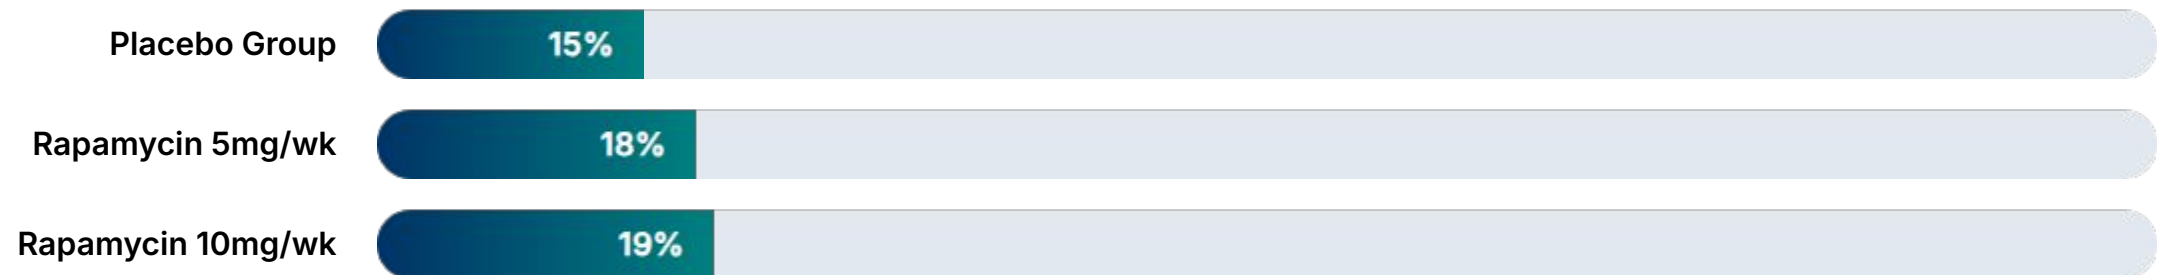 Placebo Group 15%
Rapamycin 5mg/wk 18%
Rapamycin 10mg/wk 19%